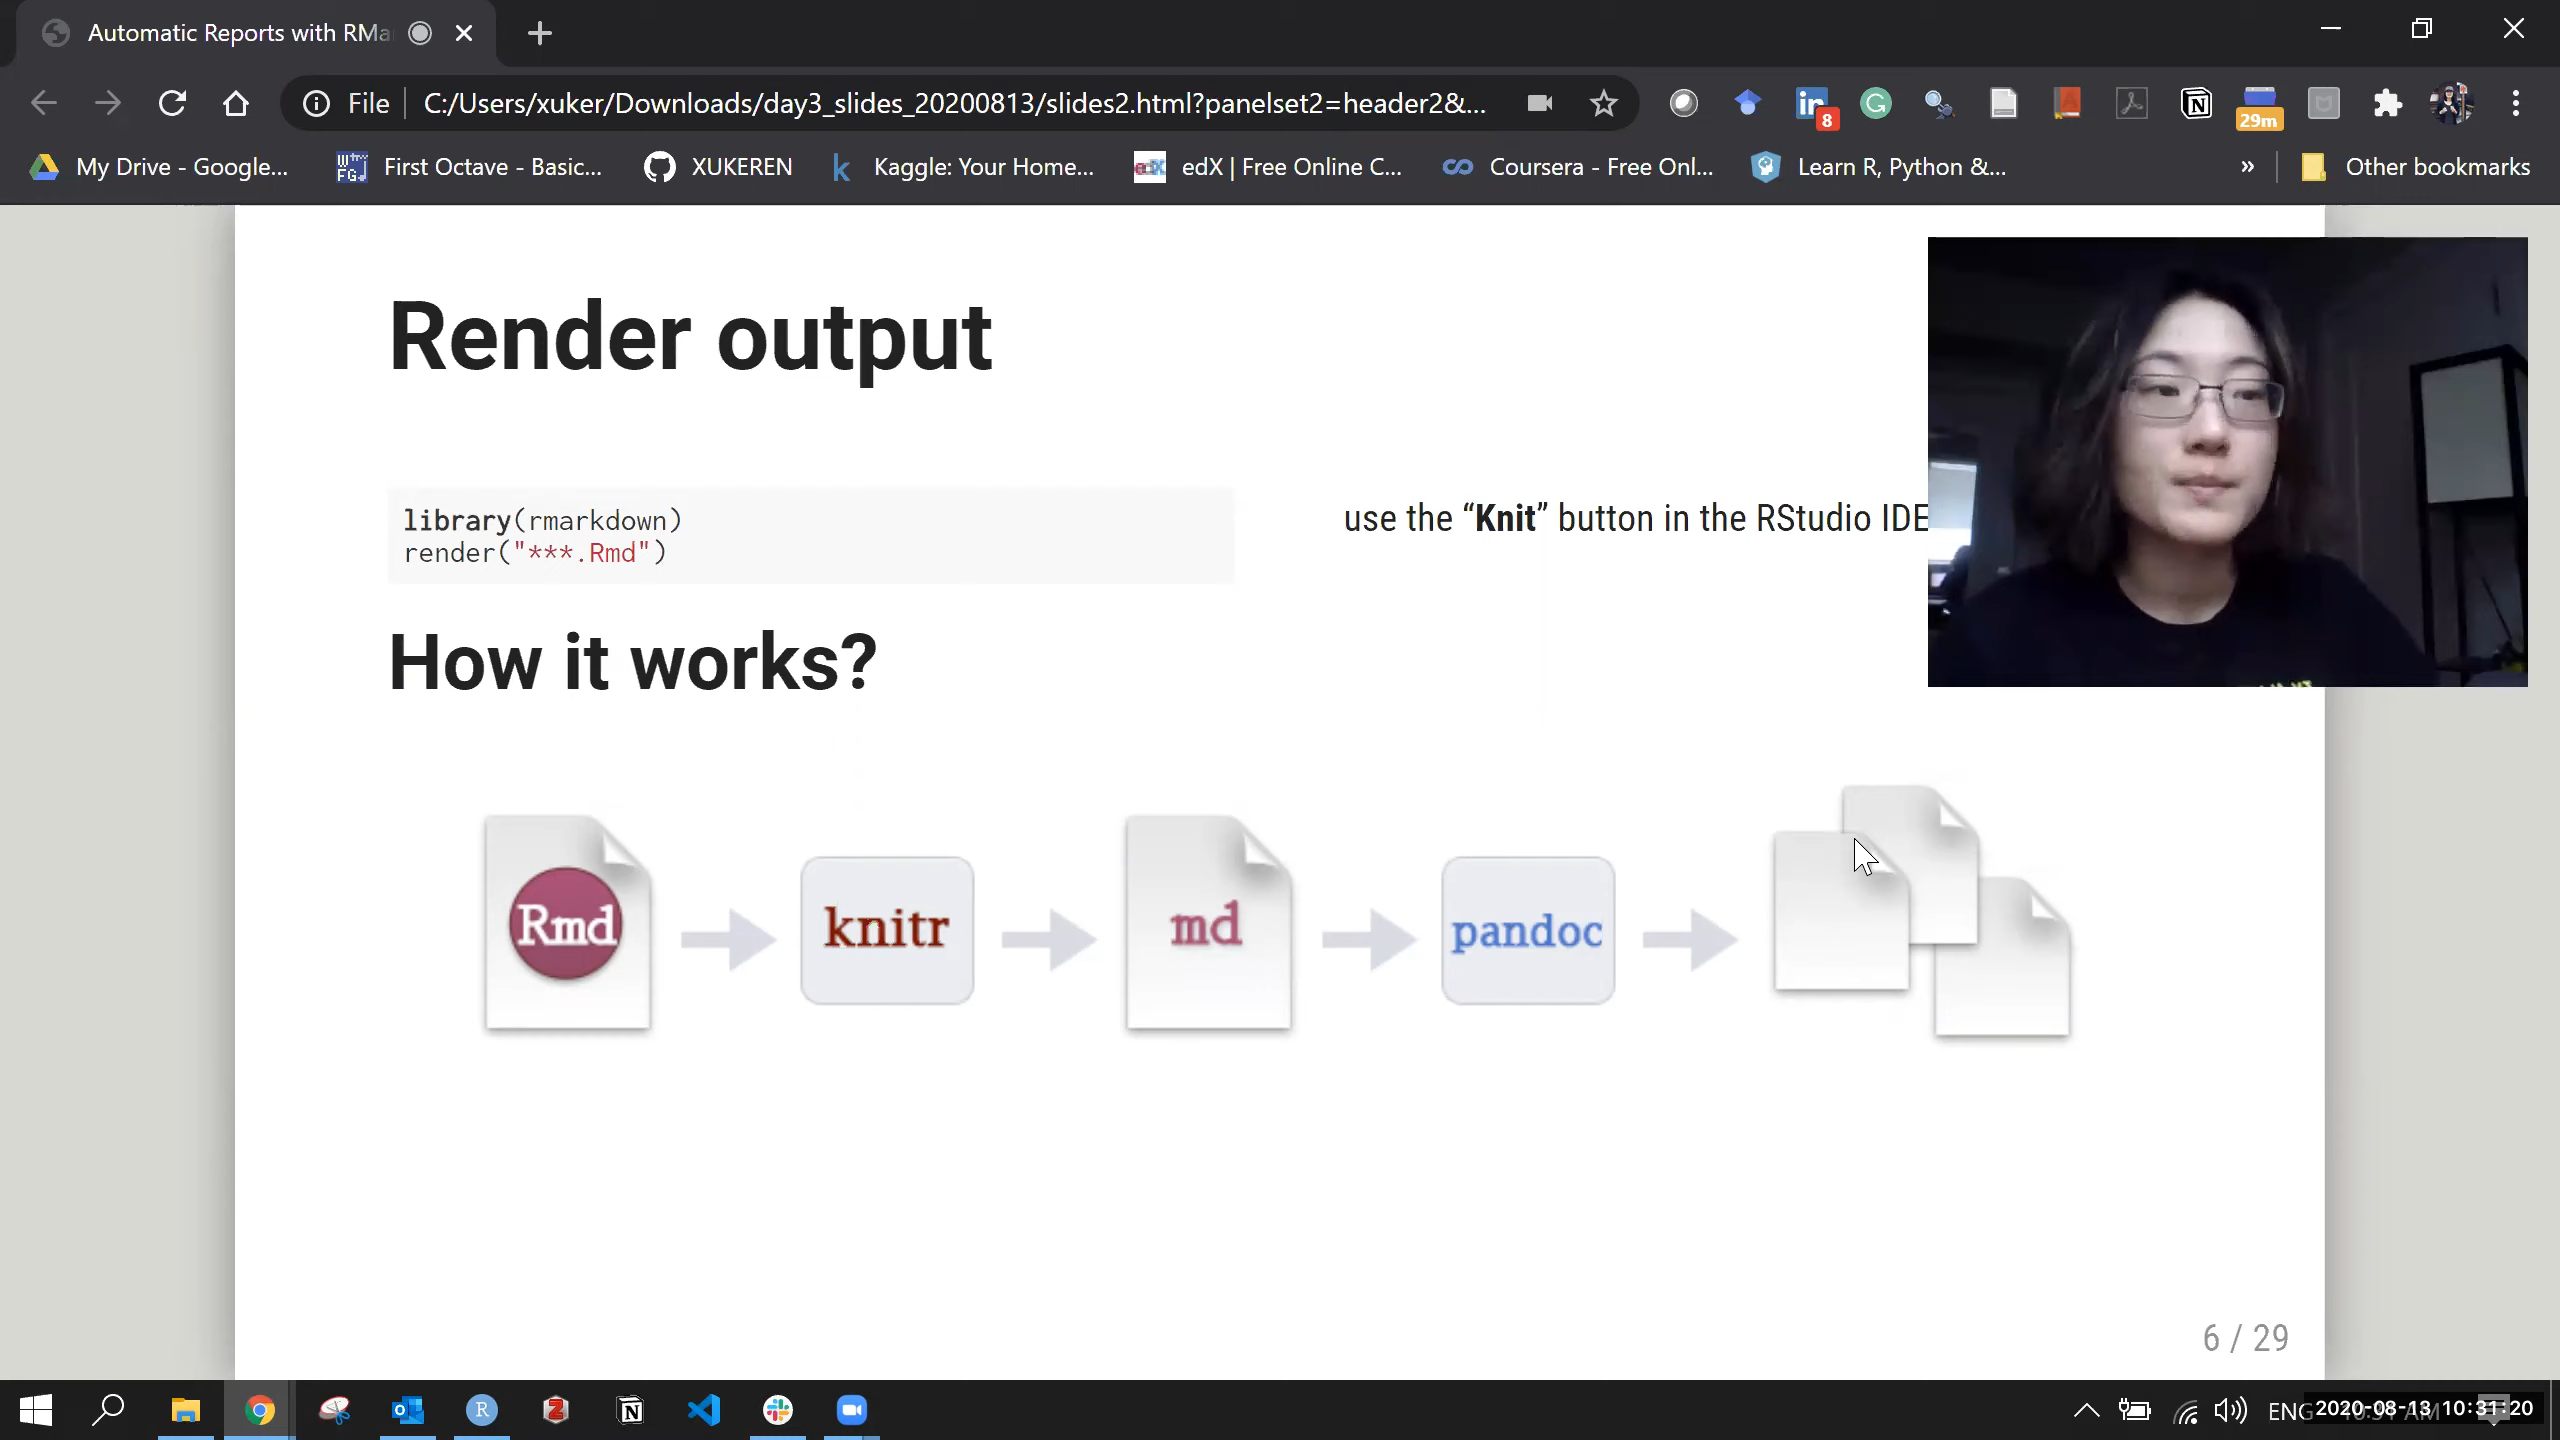 Automatic Reports with RMa
File
C:/Users/xuker/Downloads/day3_slides_20200813/slides2.html?panelset2=header2&...
8
29m
My Drive - Google...
First Octave - Basic...
XUKEREN
Kaggle: Your Home...
edX | Free Online C...
Coursera - Free Onl...
Learn R, Python &...
»
Other bookmarks
Render output
library(rmarkdown)
render("***.Rmd")
use the “Knit” button in the RStudio IDE
How it works?
Rmd
knitr
md
pandoc
6 / 29
ENG
2020-08-13 10:31:20